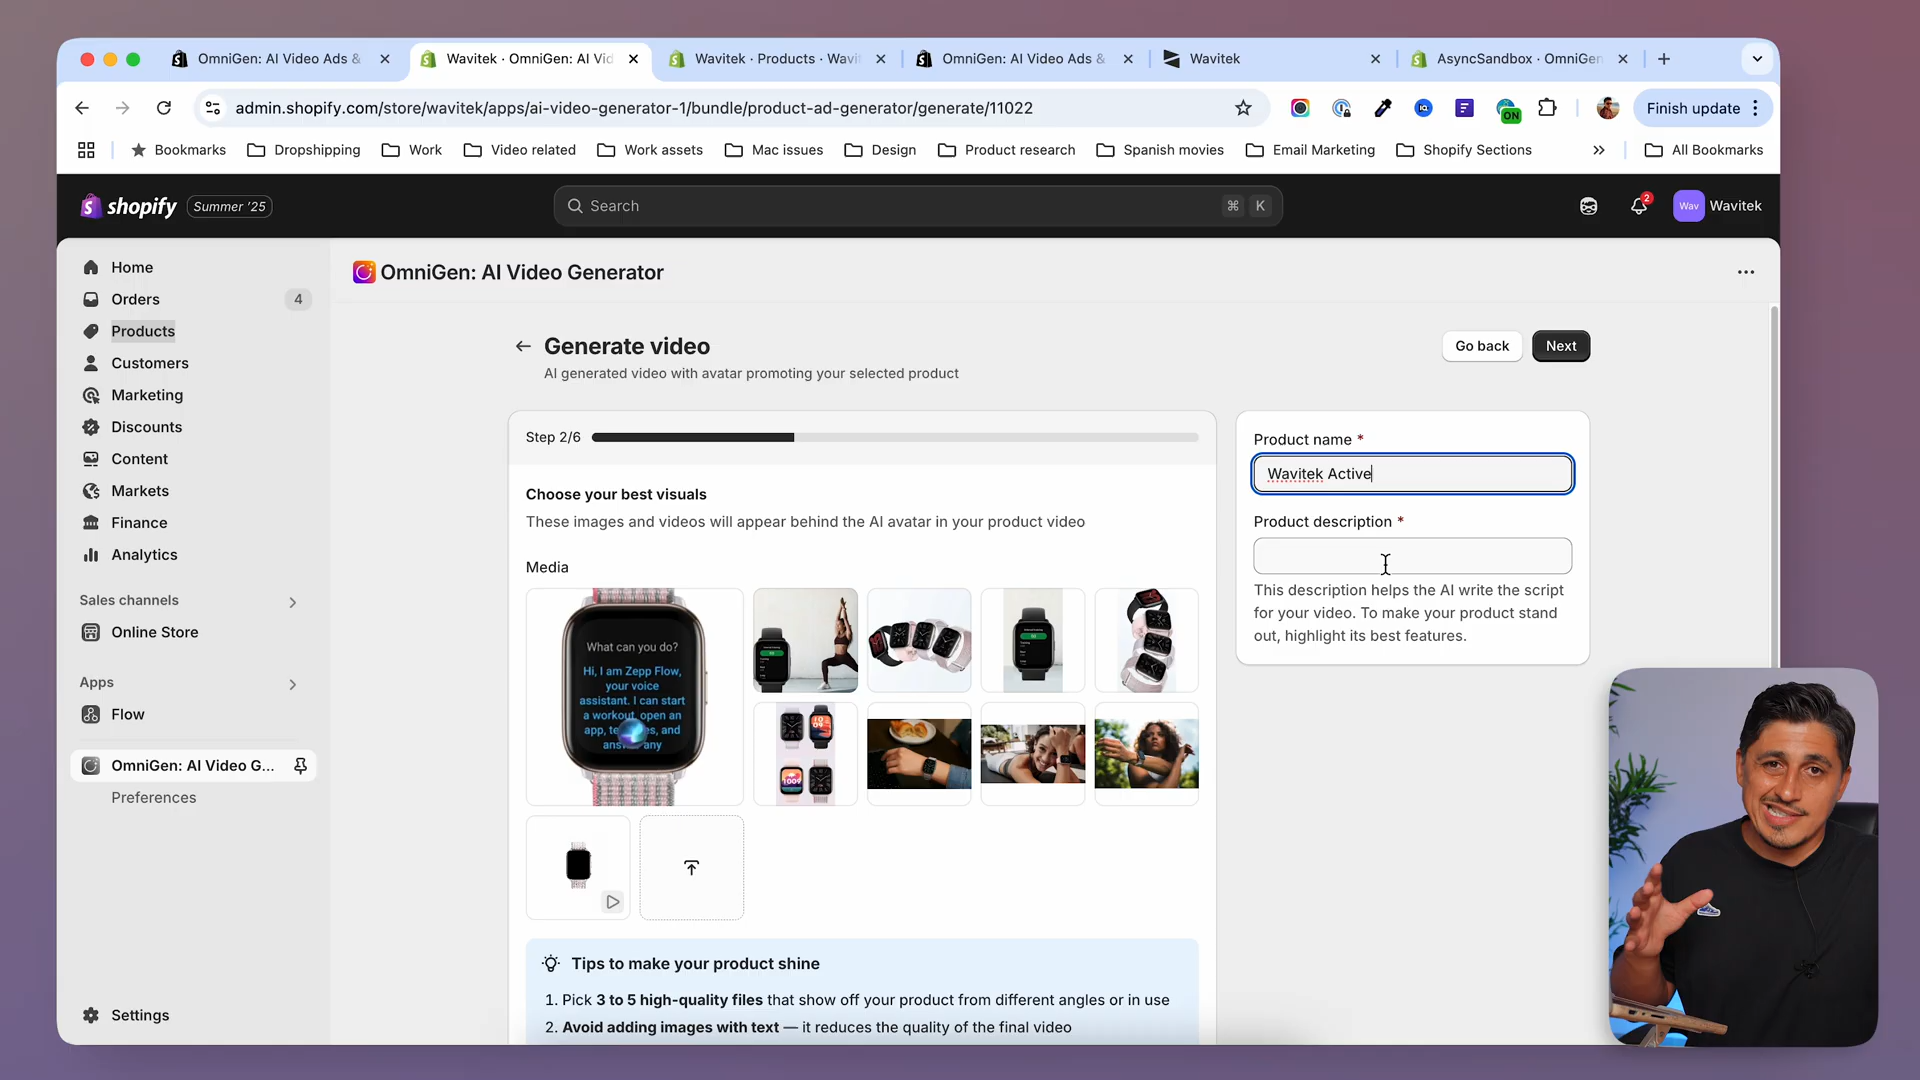 OmniGen: AI Video Ads &
Wavitek · OmniGen: AI Vid
Wavitek · Products · Wavit
OmniGen: AI Video Ads &
Wavitek
AsyncSandbox · OmniGen
admin.shopify.com/store/wavitek/apps/ai-video-generator-1/bundle/product-ad-generator/generate/11022
ON
Finish update
Bookmarks
Dropshipping
Work
Video related
Work assets
Mac issues
Design
Product research
Spanish movies
Email Marketing
Shopify Sections
»
All Bookmarks
shopify
Summer '25
Search
⌘ K
2
Wav
Wavitek
Home
Orders
4
Products
Customers
Marketing
Discounts
Content
Markets
Finance
Analytics
Sales channels
Online Store
Apps
Flow
OmniGen: AI Video G...
Preferences
Settings
OmniGen: AI Video Generator
Generate video
AI generated video with avatar promoting your selected product
Go back
Next
Step 2/6
Choose your best visuals
These images and videos will appear behind the AI avatar in your product video
Media
What can you do?
Hi, I am Zepp Flow,
your voice
assistant. I can start
a workout, open an
Tips to make your product shine
1. Pick 3 to 5 high-quality files that show off your product from different angles or in use
2. Avoid adding images with text — it reduces the quality of the final video
Product name *
Wavitek Active
Product description *
This description helps the AI write the script
for your video. To make your product stand
out, highlight its best features.